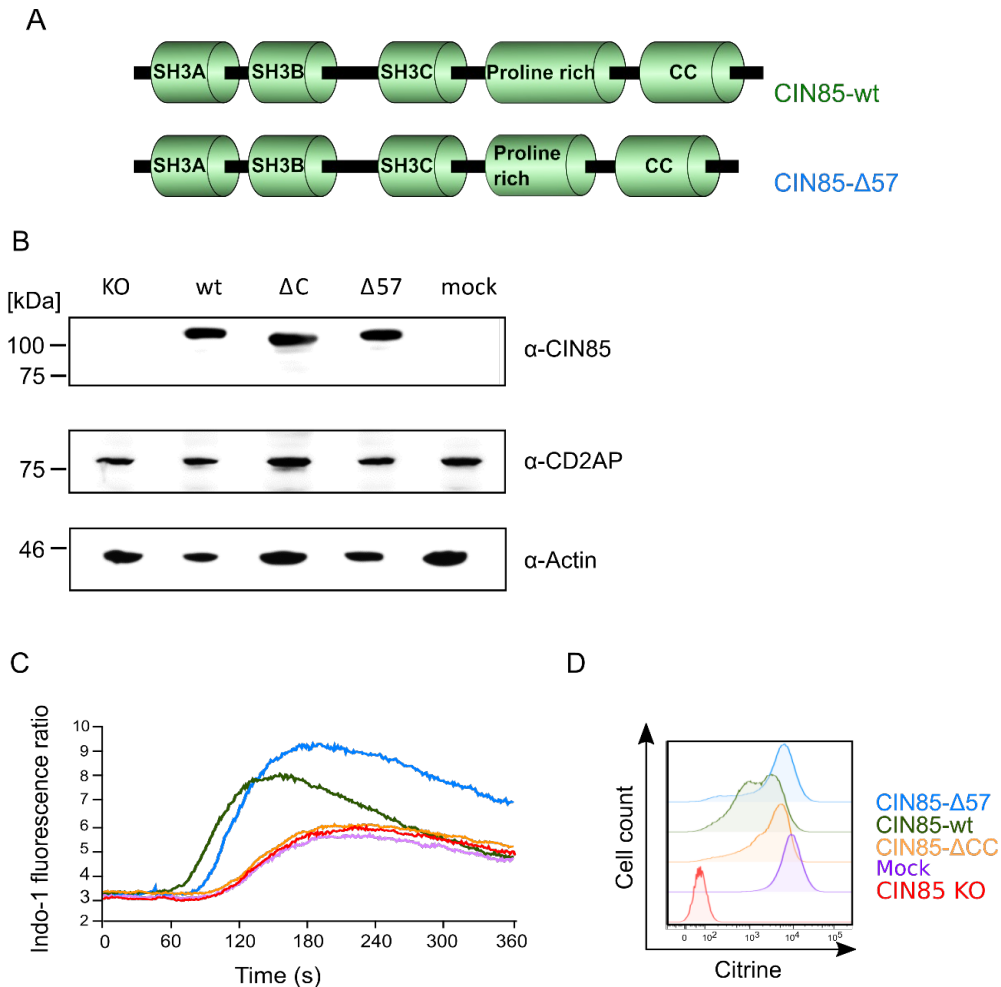 A
SH3A SH3B SH3C Proline rich CC
CIN85-wt
SH3A SH3B SH3C Proline rich CC
CIN85-Δ57
B
KO wt ΔC Δ57 mock
[kDa]
100
75
α-CIN85
75
α-CD2AP
46
α-Actin
C
Indo-1 fluorescence ratio
10
9
8
7
6
5
4
3
2
0 60 120 180 240 300 360
Time (s)
D
Cell count
0 10² 10³ 10⁴ 10⁵
Citrine
CIN85-Δ57
CIN85-wt
CIN85-ΔCC
Mock
CIN85 KO